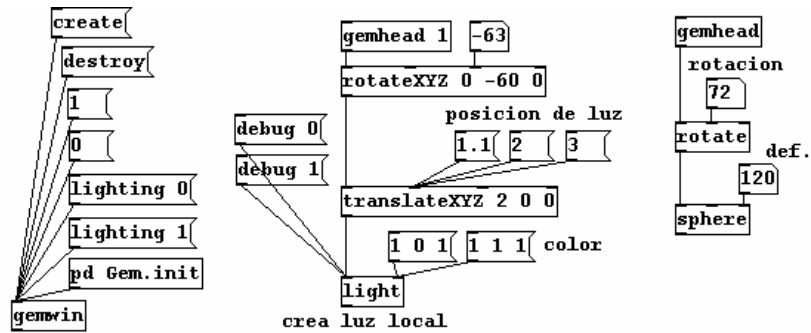 create
destroy
1
0
lighting 0
lighting 1
pd Gem.init
gemwin
gemhead 1
-63
rotateXYZ 0 -60 0
posicion de luz
debug 0
debug 1
1.1
2
3
translateXYZ 2 0 0
1 0 1
1 1 1
color
light
crea luz local
gemhead
rotacion
72
rotate
def.
120
sphere